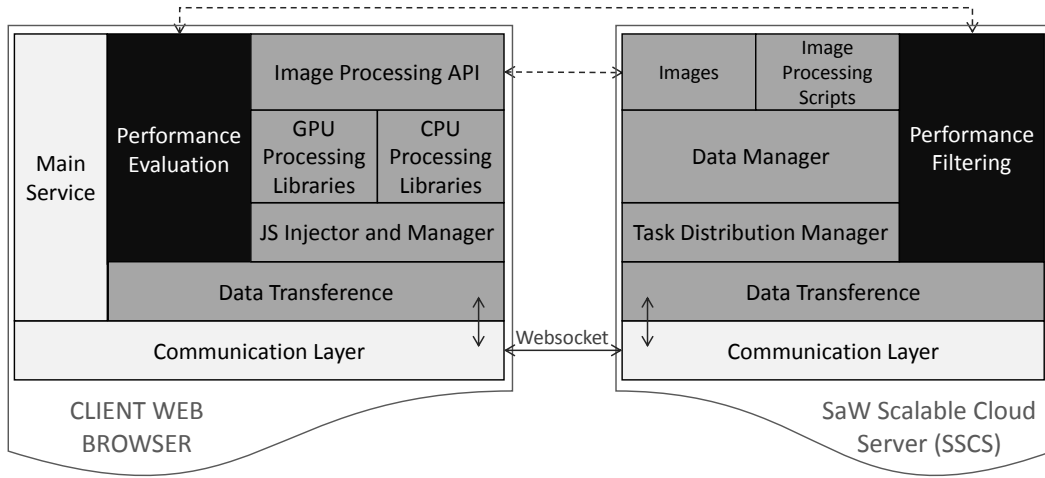 Main
Service
Performance
Evaluation
Image Processing API
GPU
Processing
Libraries
CPU
Processing
Libraries
JS Injector and Manager
Data Transference
Communication Layer
CLIENT WEB
BROWSER
Websocket
Images
Image
Processing
Scripts
Data Manager
Task Distribution Manager
Performance
Filtering
Data Transference
Communication Layer
SaW Scalable Cloud
Server (SSCS)